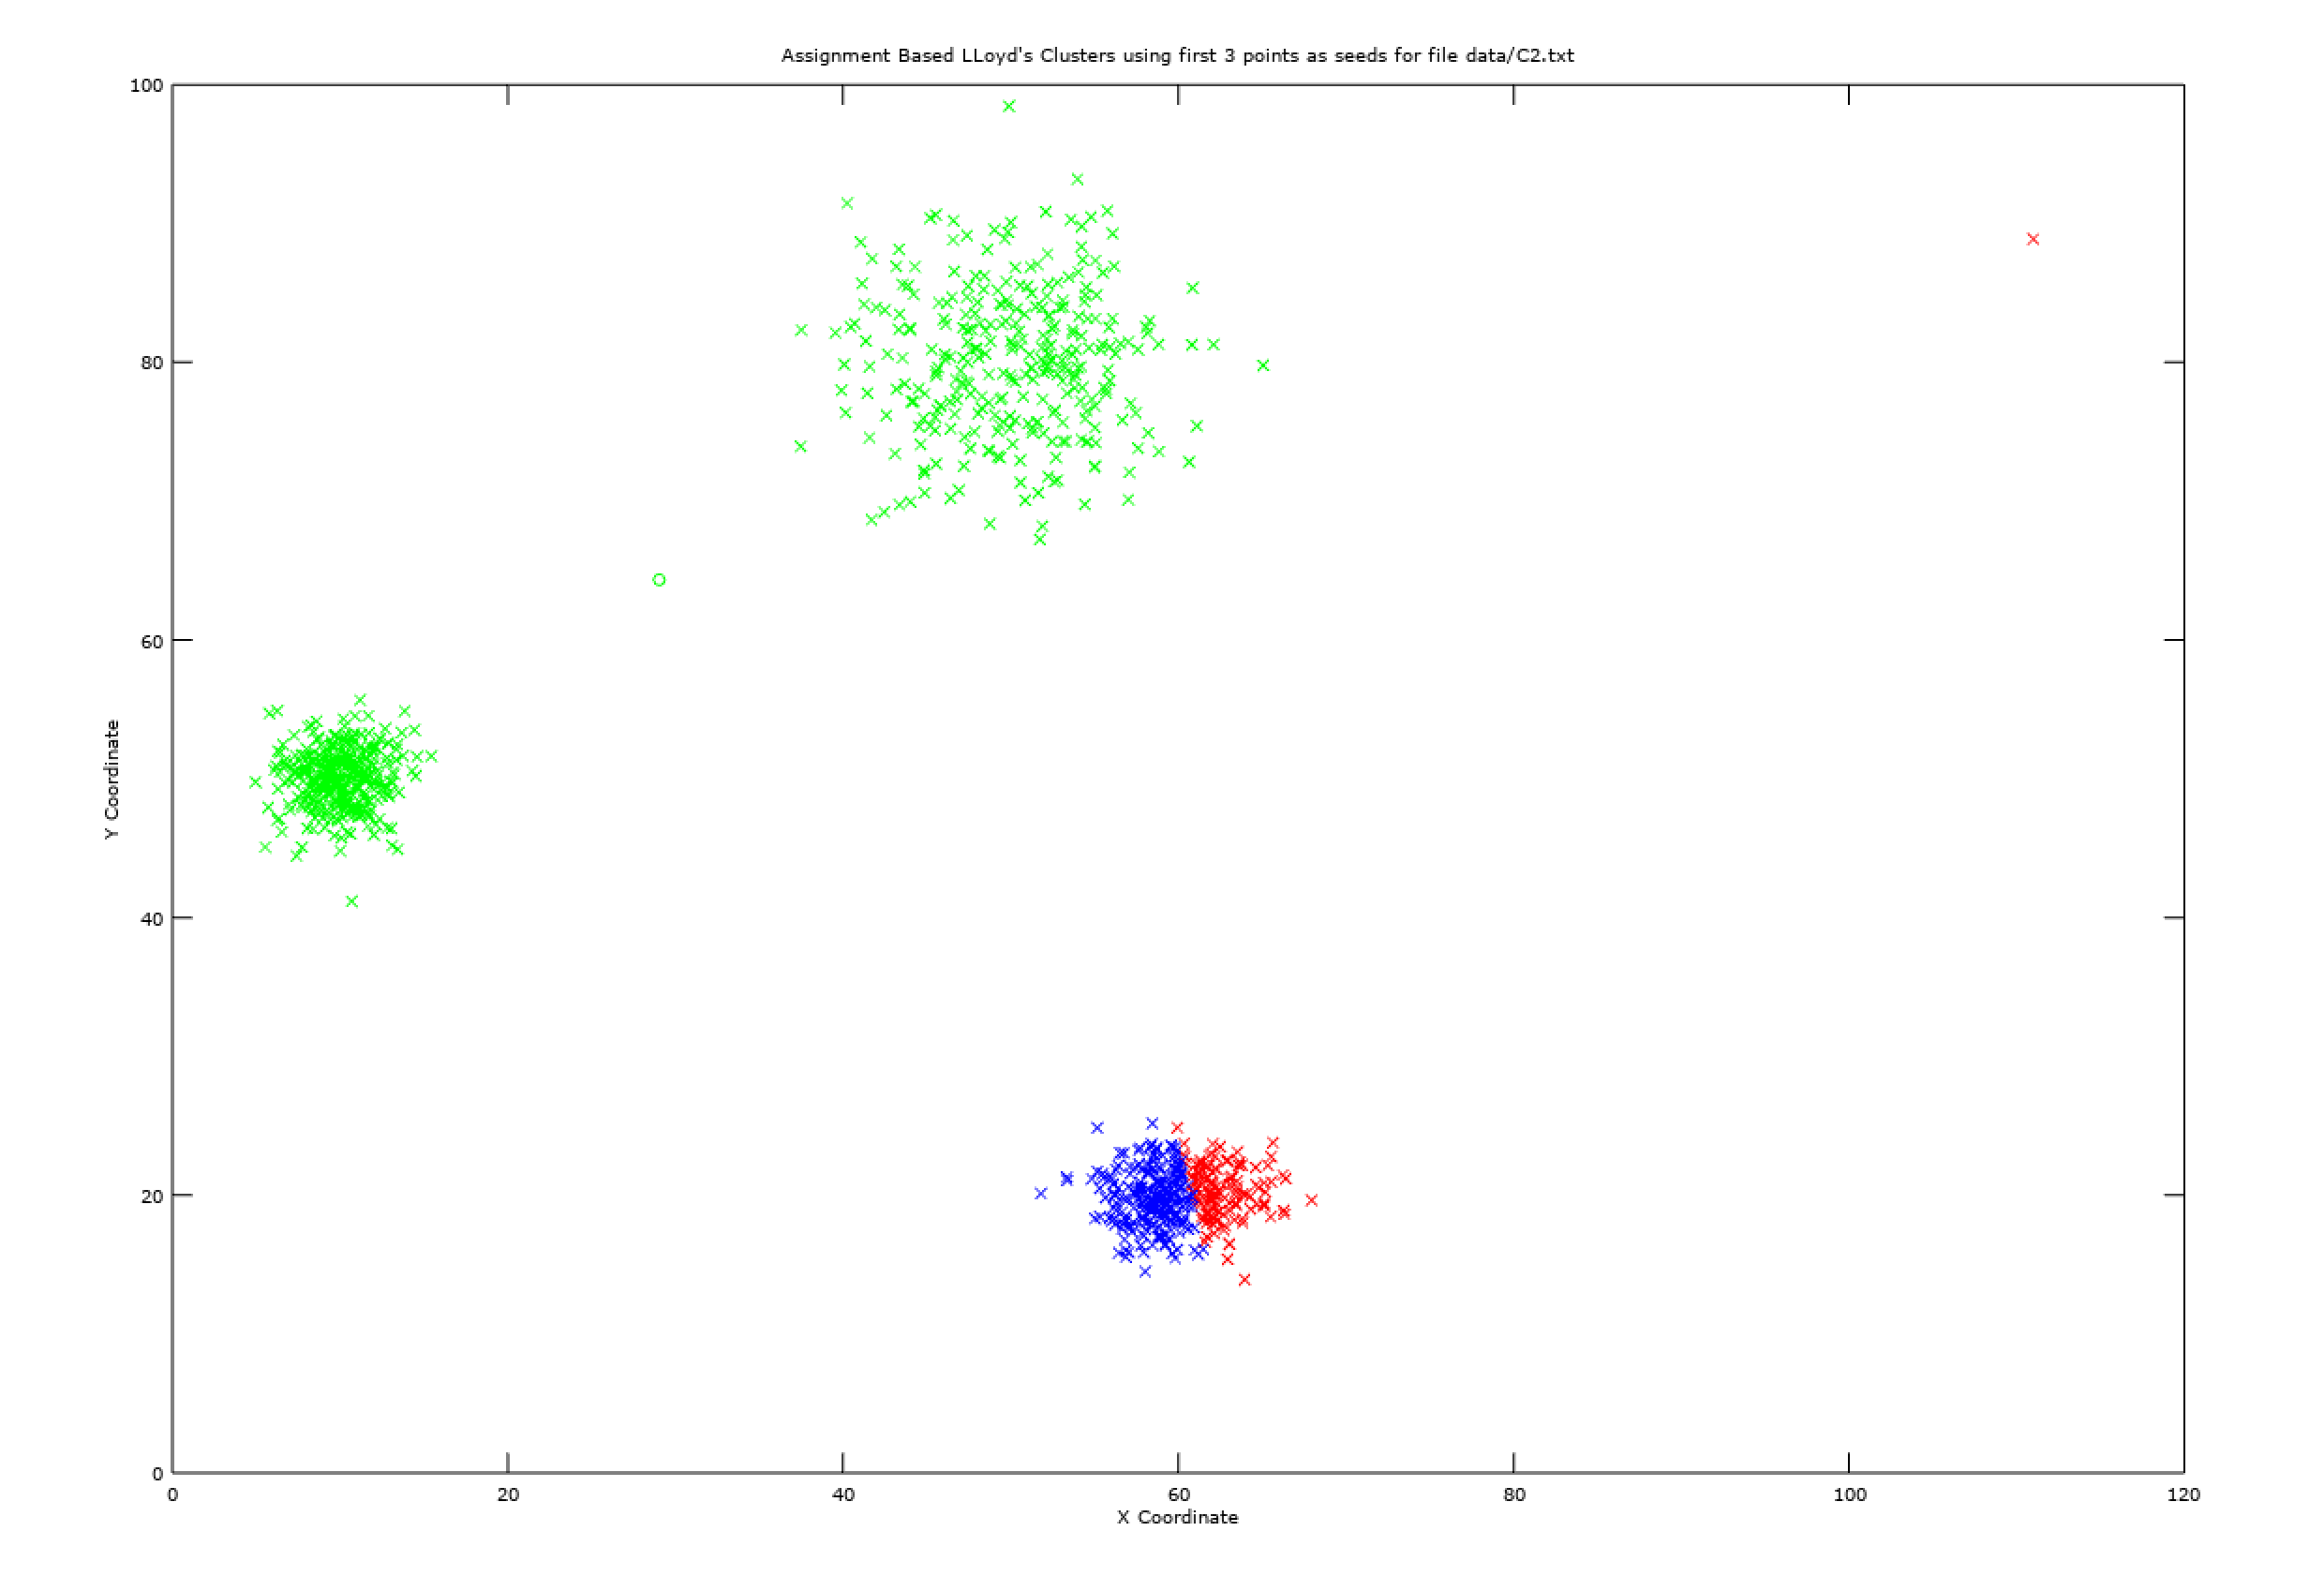 Assignment Based LLoyd's Clusters using first 3 points as seeds for file data/C2.txt
100
80
60
40
20
0
Y Coordinate
0 20 40 60 80 100 120
X Coordinate